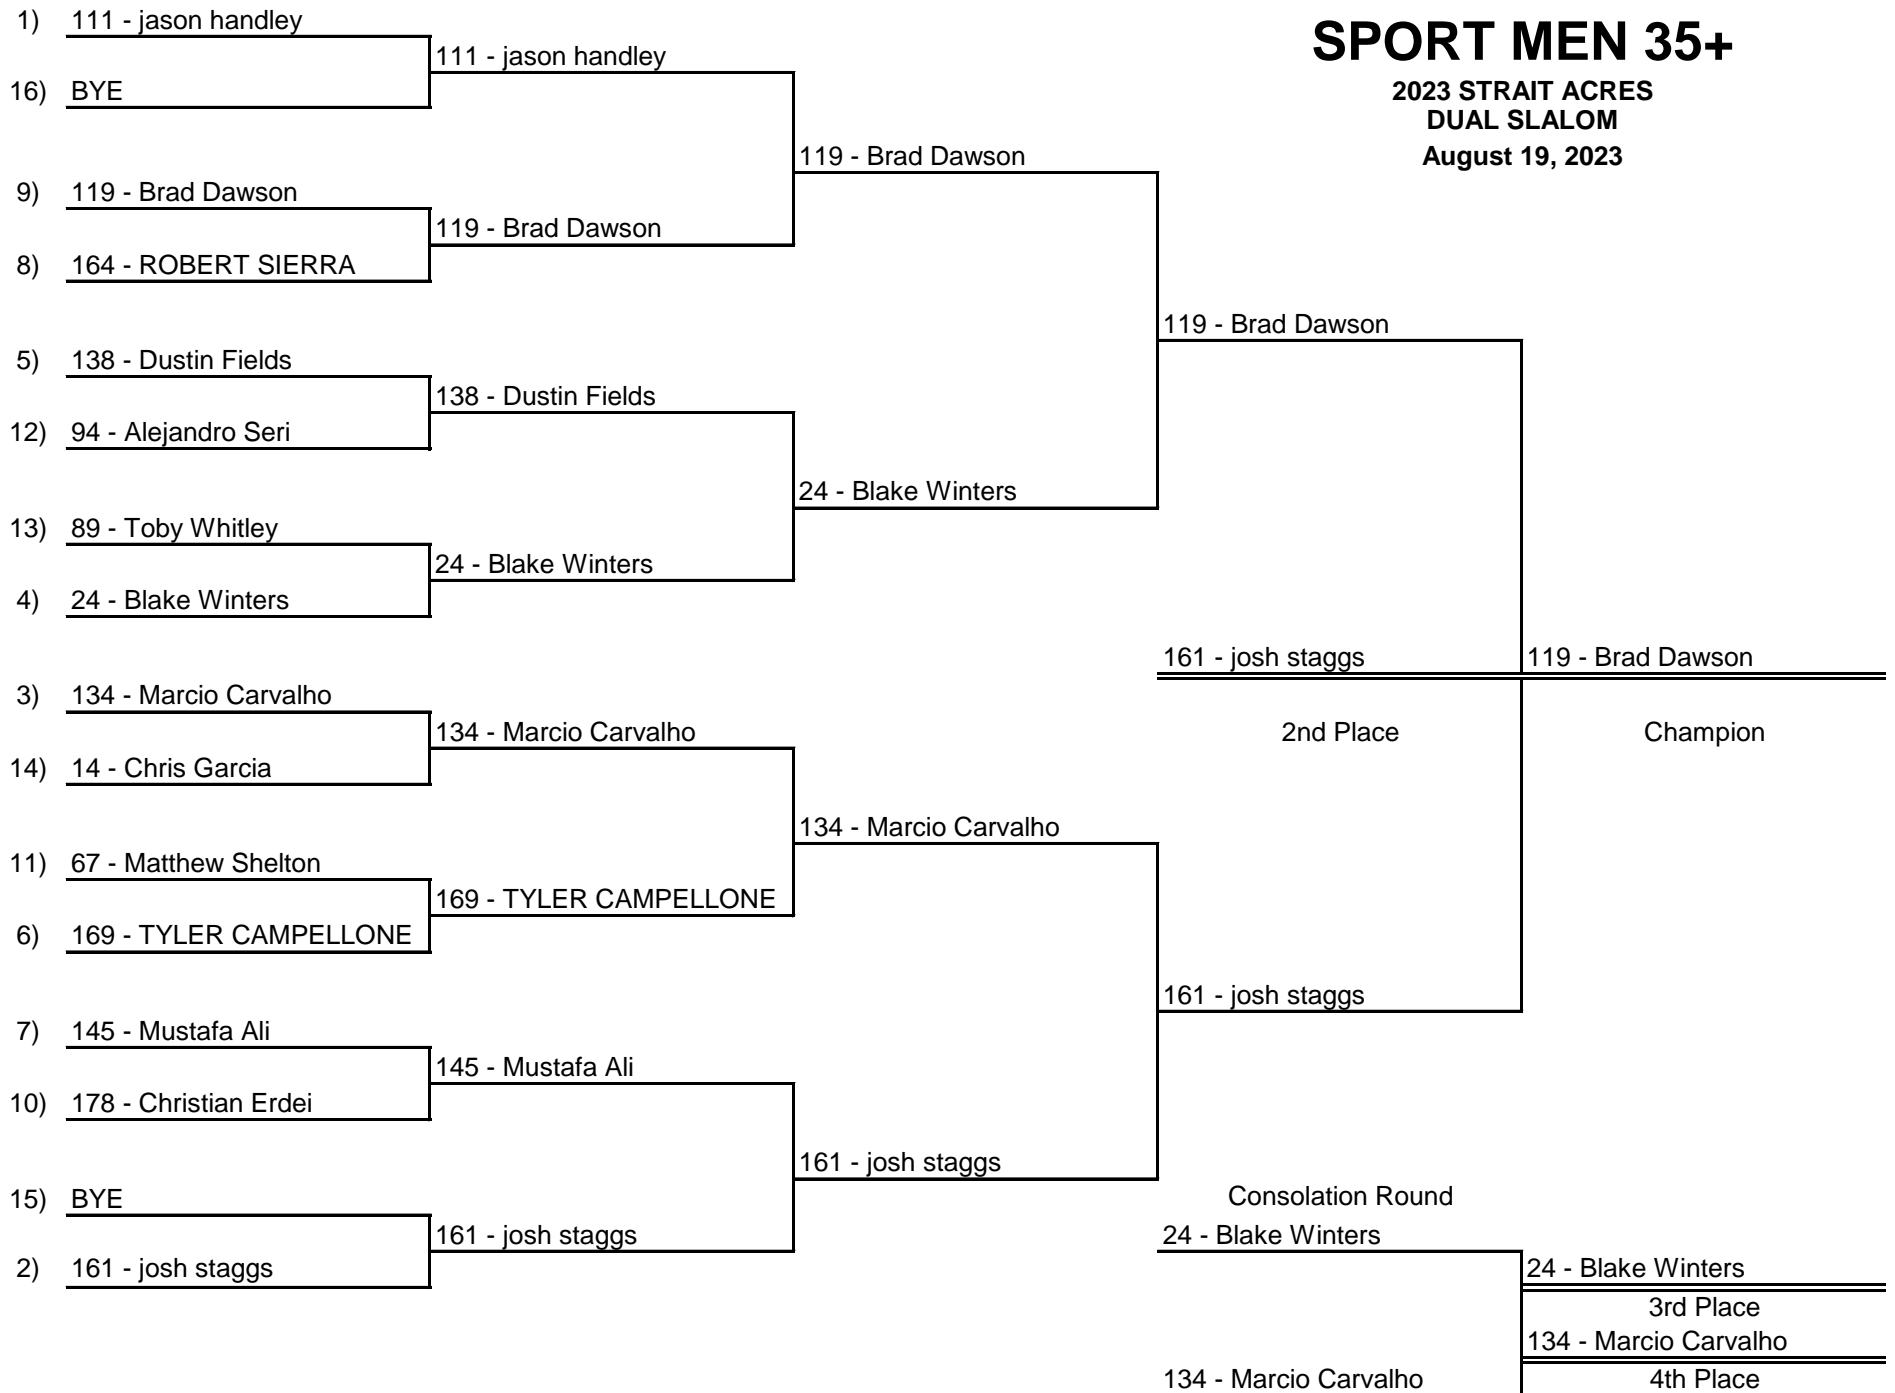 SPORT MEN 35+
2023 STRAIT ACRES
DUAL SLALOM
August 19, 2023
1) 111 - jason handley
111 - jason handley
16) BYE
119 - Brad Dawson
9) 119 - Brad Dawson
119 - Brad Dawson
8) 164 - ROBERT SIERRA
119 - Brad Dawson
5) 138 - Dustin Fields
138 - Dustin Fields
12) 94 - Alejandro Seri
24 - Blake Winters
13) 89 - Toby Whitley
24 - Blake Winters
4) 24 - Blake Winters
161 - josh staggs
119 - Brad Dawson
3) 134 - Marcio Carvalho
134 - Marcio Carvalho
2nd Place
Champion
14) 14 - Chris Garcia
134 - Marcio Carvalho
11) 67 - Matthew Shelton
169 - TYLER CAMPELLONE
6) 169 - TYLER CAMPELLONE
161 - josh staggs
7) 145 - Mustafa Ali
145 - Mustafa Ali
10) 178 - Christian Erdei
161 - josh staggs
15) BYE
Consolation Round
161 - josh staggs
24 - Blake Winters
2) 161 - josh staggs
24 - Blake Winters
3rd Place
134 - Marcio Carvalho
134 - Marcio Carvalho
4th Place